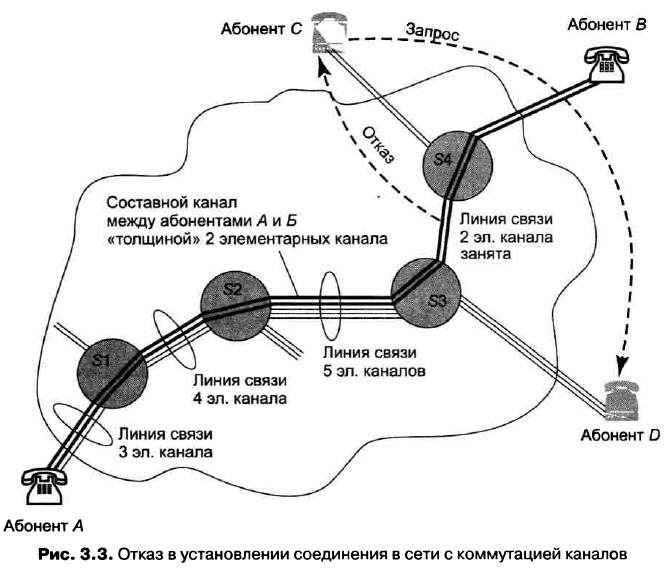 Абонент C
Запрос
Абонент B
Отказ
S4
Составной канал
между абонентами А и Б
«толщиной» 2 элементарных канала
Линия связи
2 эл. канала
занята
S2
S3
S1
Линия связи
5 эл. каналов
Линия связи
4 эл. канала
Линия связи
3 эл. канала
Абонент D
Абонент A
Рис. 3.3. Отказ в установлении соединения в сети с коммутацией каналов